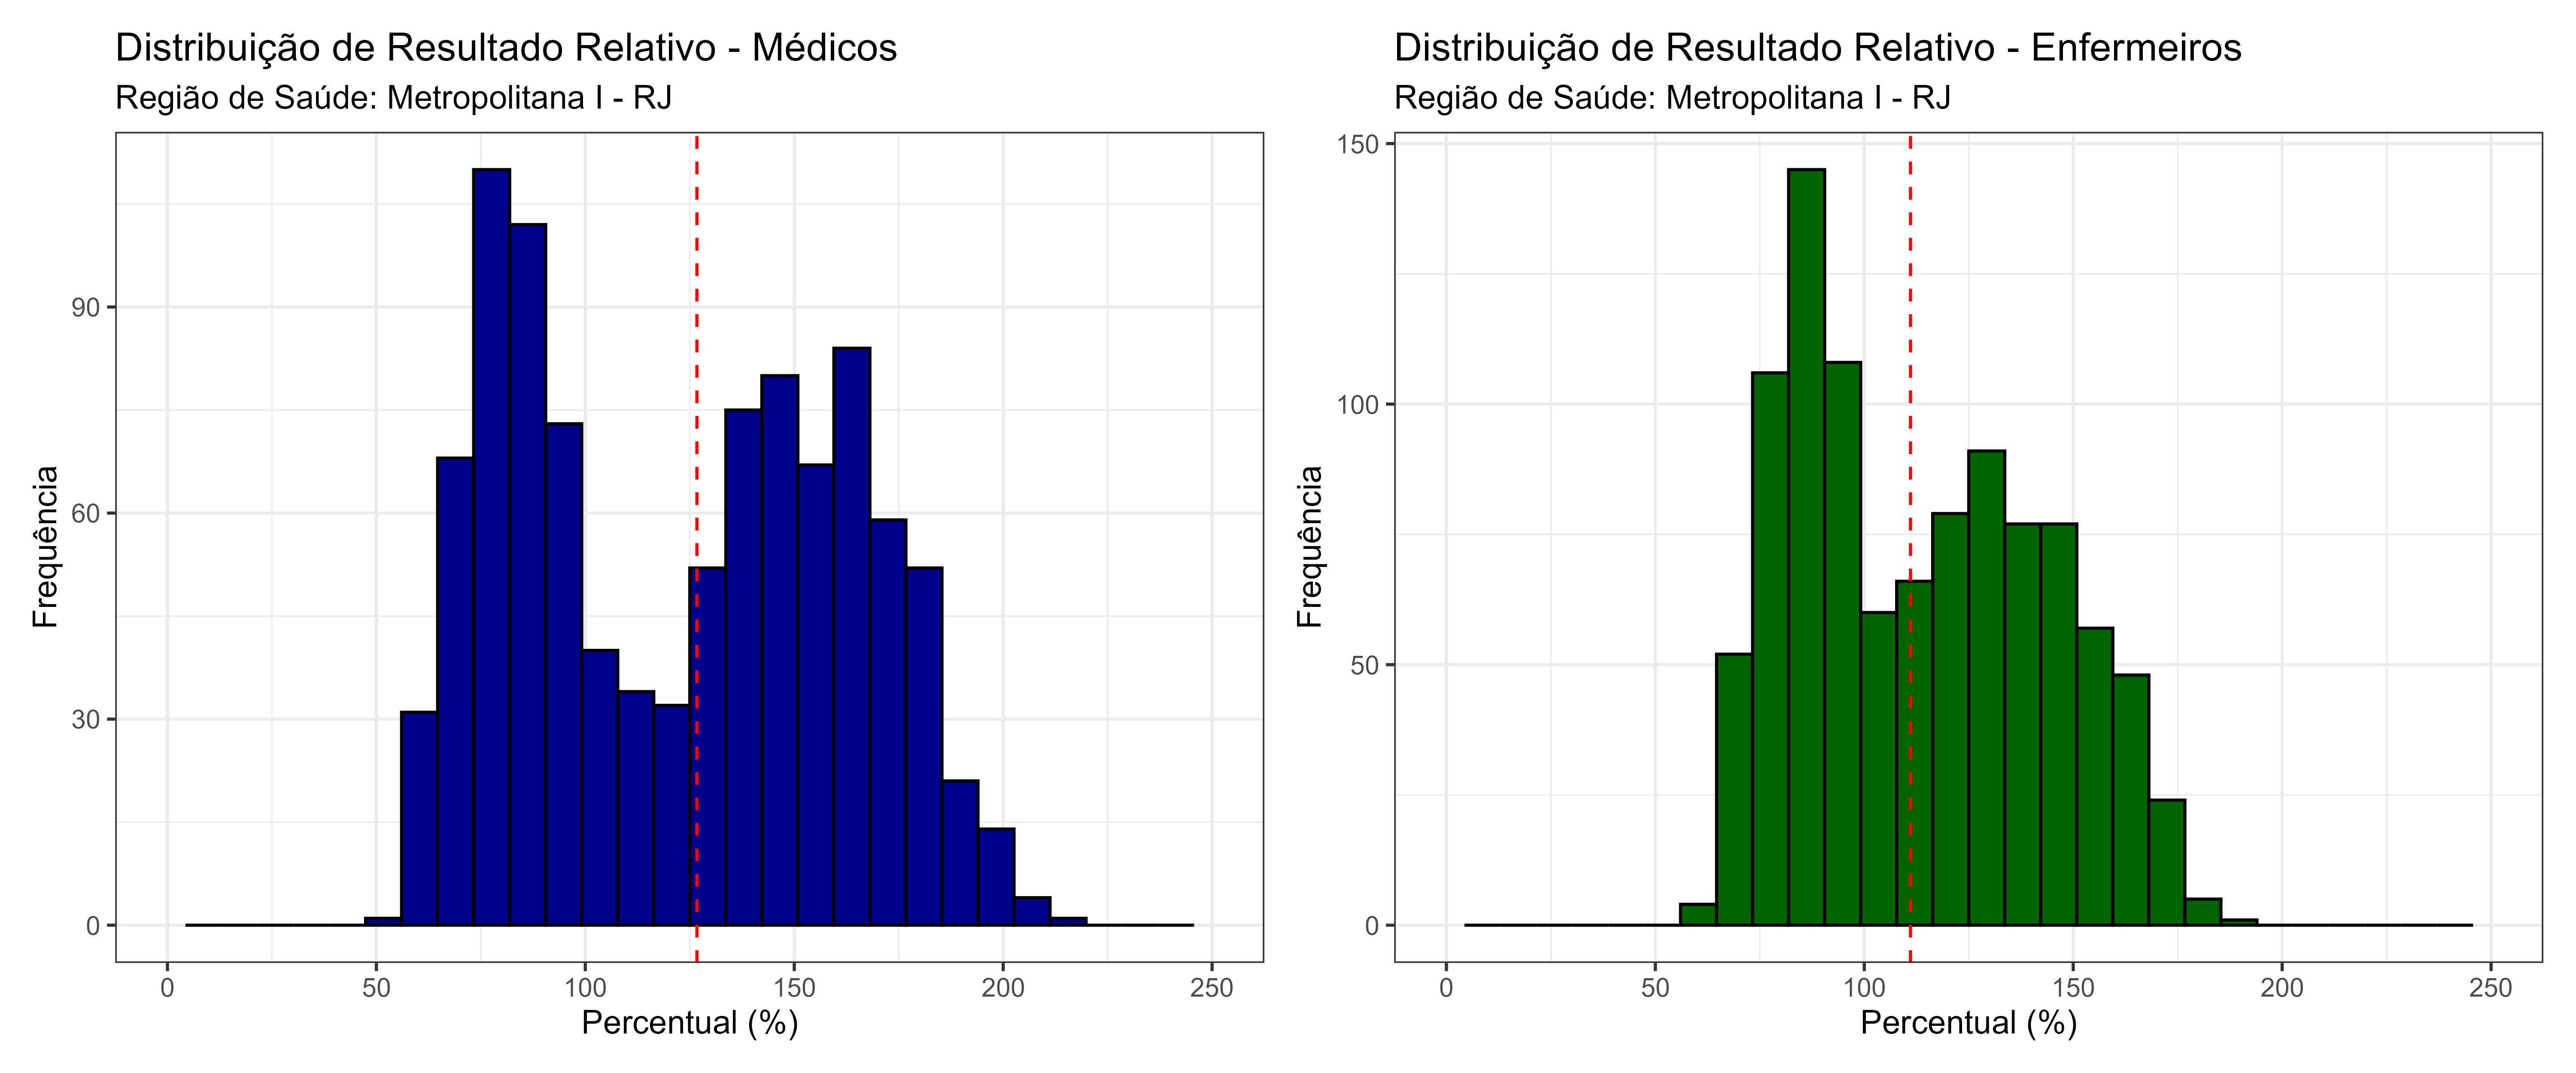 Distribuição de Resultado Relativo - Médicos
Região de Saúde: Metropolitana I - RJ
Frequência
90
60
30
0
0 50 100 150 200 250
Percentual (%)
Distribuição de Resultado Relativo - Enfermeiros
Região de Saúde: Metropolitana I - RJ
Frequência
150
100
50
0
0 50 100 150 200 250
Percentual (%)